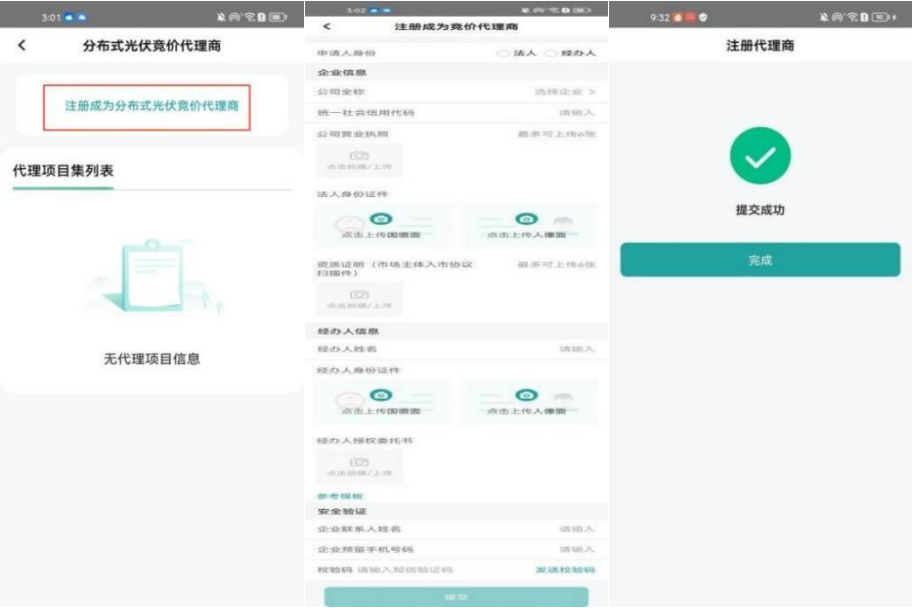 3:01
分布式光伏竞价代理商
注册成为分布式光伏竞价代理商
代理项目集列表
无代理项目信息
3:02
注册成为竞价代理商
申请人身份 法人 经办人
企业信息
公司全称 选择企业 >
统一社会信用代码 请输入
公司营业执照 最多可上传6张
点击拍摄/上传
法人身份证件
点击上传国徽面 点击上传人像面
资质证明（市场主体入市协议 最多可上传6张
扫描件）
点击拍摄/上传
经办人信息
经办人姓名 请输入
经办人身份证件
点击上传国徽面 点击上传人像面
经办人授权委托书
点击拍摄/上传
参考模板
安全验证
企业联系人姓名 请输入
企业预留手机号码 请输入
校验码 请输入短信验证码 发送校验码
提交
9:32
注册代理商
提交成功
完成